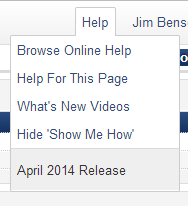 Help Jim Bens
Browse Online Help
Help For This Page
What's New Videos
Hide 'Show Me How'
April 2014 Release